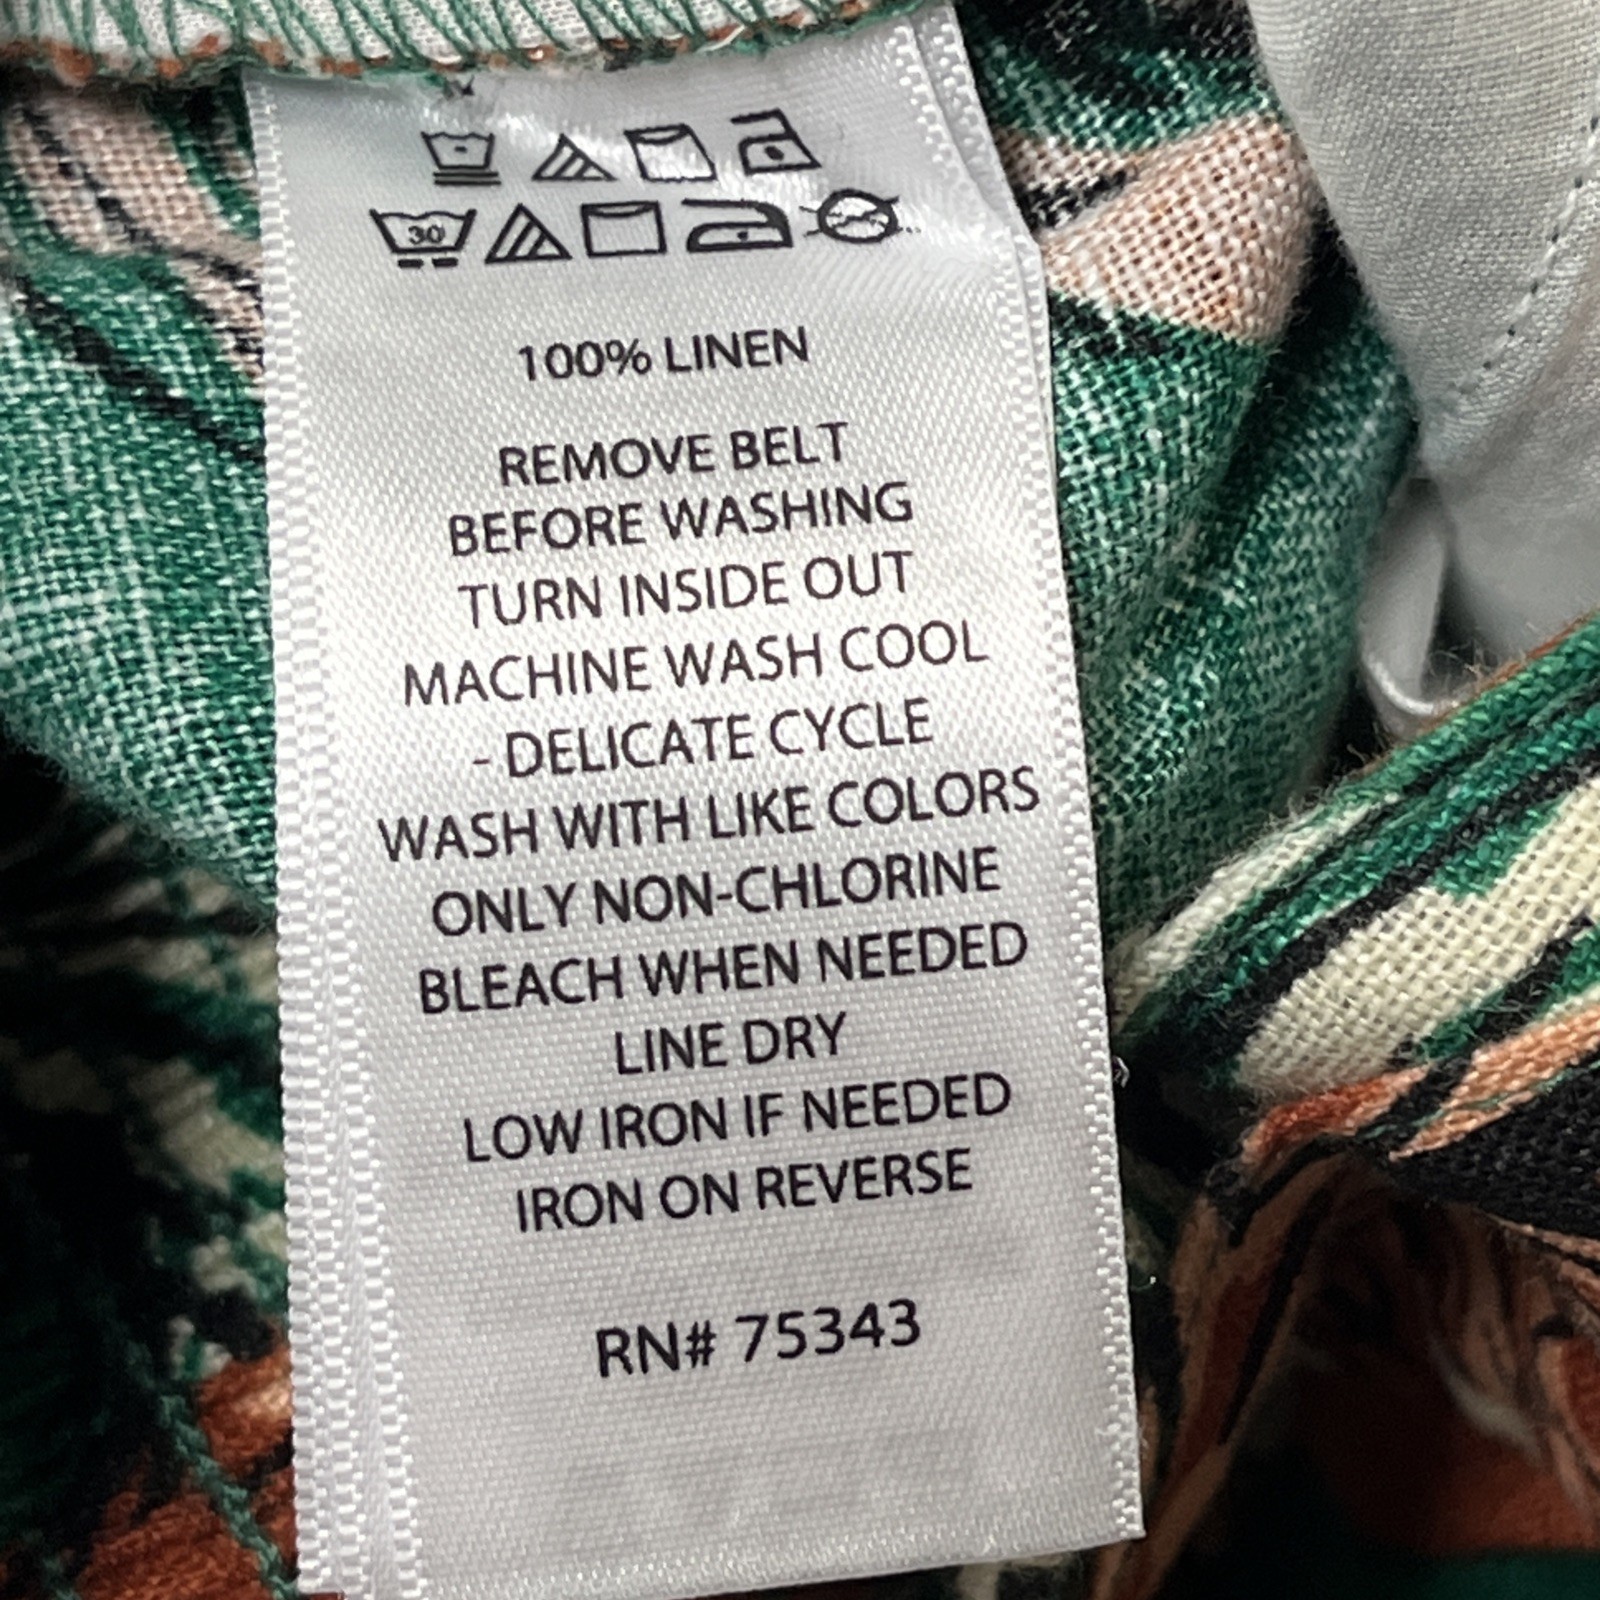 30
100% LINEN
REMOVE BELT
BEFORE WASHING
TURN INSIDE OUT
MACHINE WASH COOL
- DELICATE CYCLE
WASH WITH LIKE COLORS
ONLY NON-CHLORINE
BLEACH WHEN NEEDED
LINE DRY
LOW IRON IF NEEDED
IRON ON REVERSE
RN# 75343